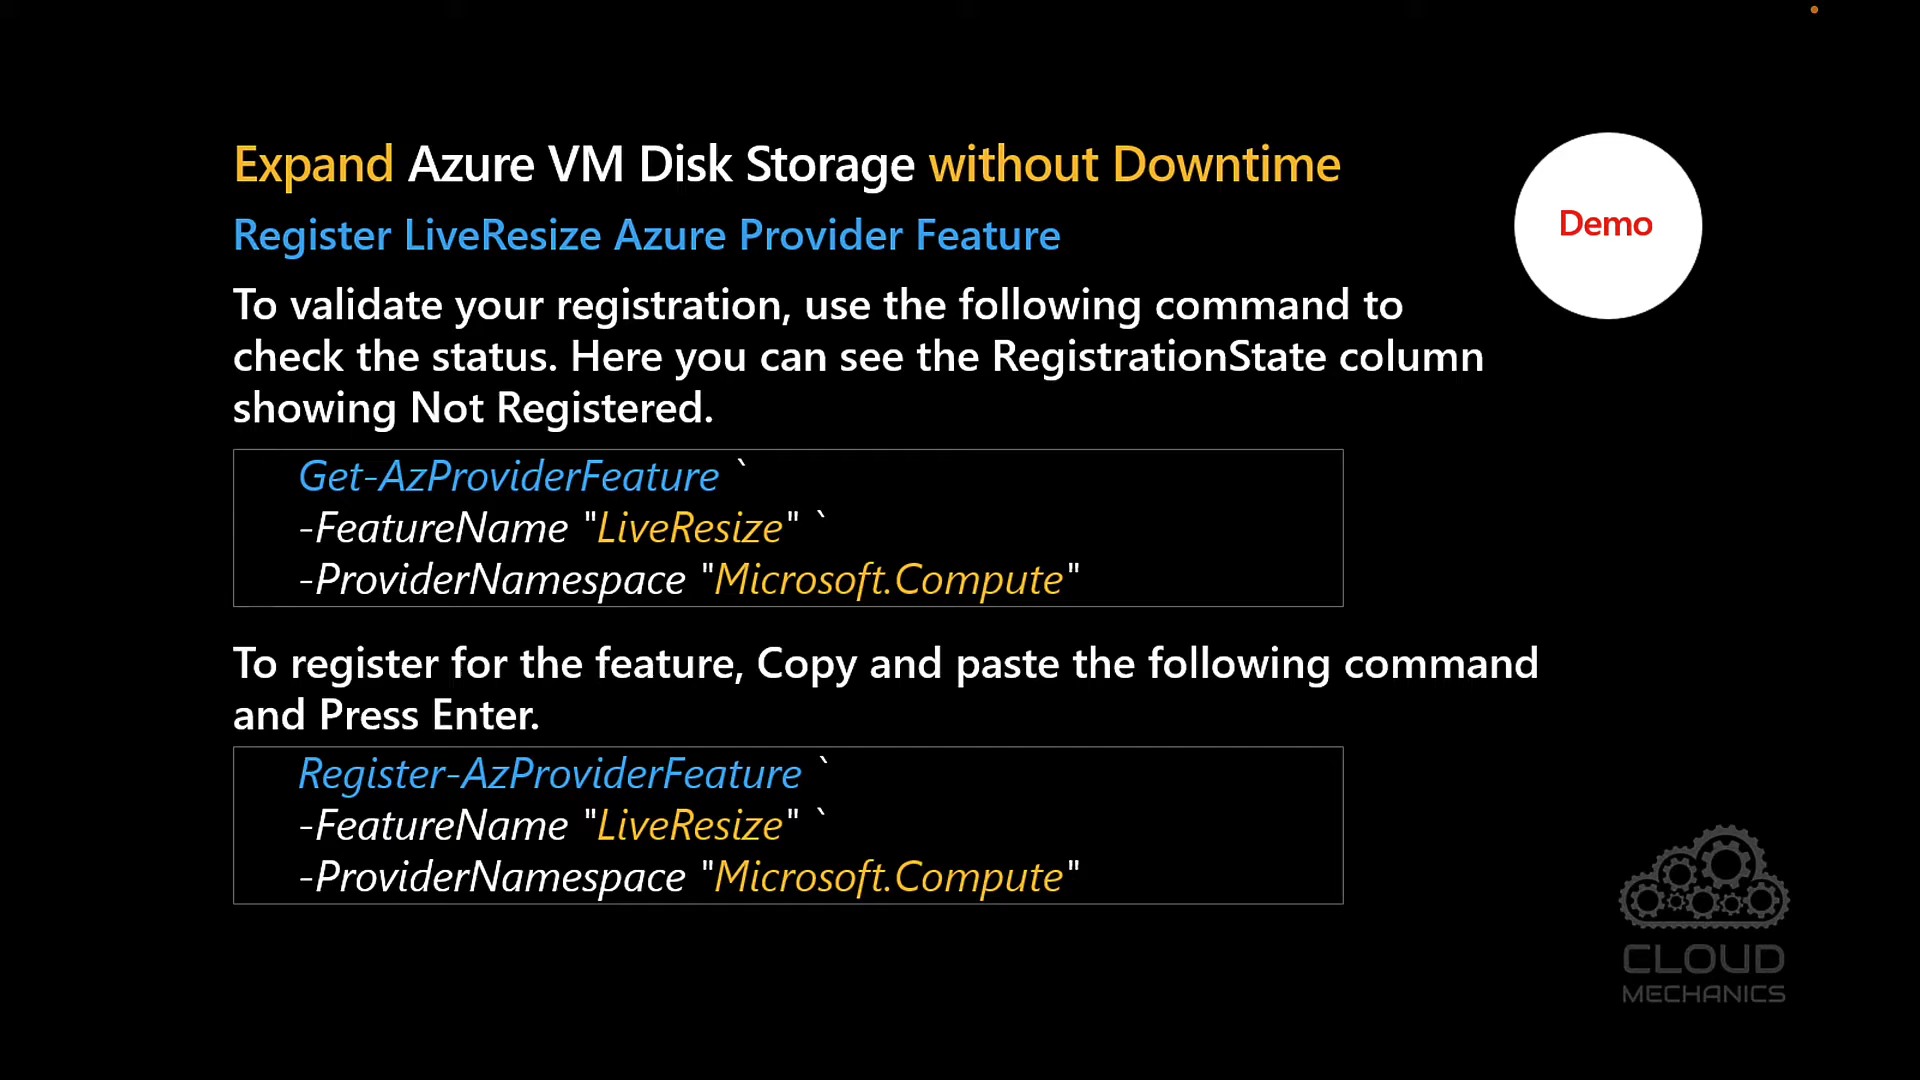 Expand Azure VM Disk Storage without Downtime
Register LiveResize Azure Provider Feature
Demo
To validate your registration, use the following command to
check the status. Here you can see the RegistrationState column
showing Not Registered.
Get-AzProviderFeature `
-FeatureName "LiveResize" `
-ProviderNamespace "Microsoft.Compute"
To register for the feature, Copy and paste the following command
and Press Enter.
Register-AzProviderFeature `
-FeatureName "LiveResize" `
-ProviderNamespace "Microsoft.Compute"
CLOUD
MECHANICS